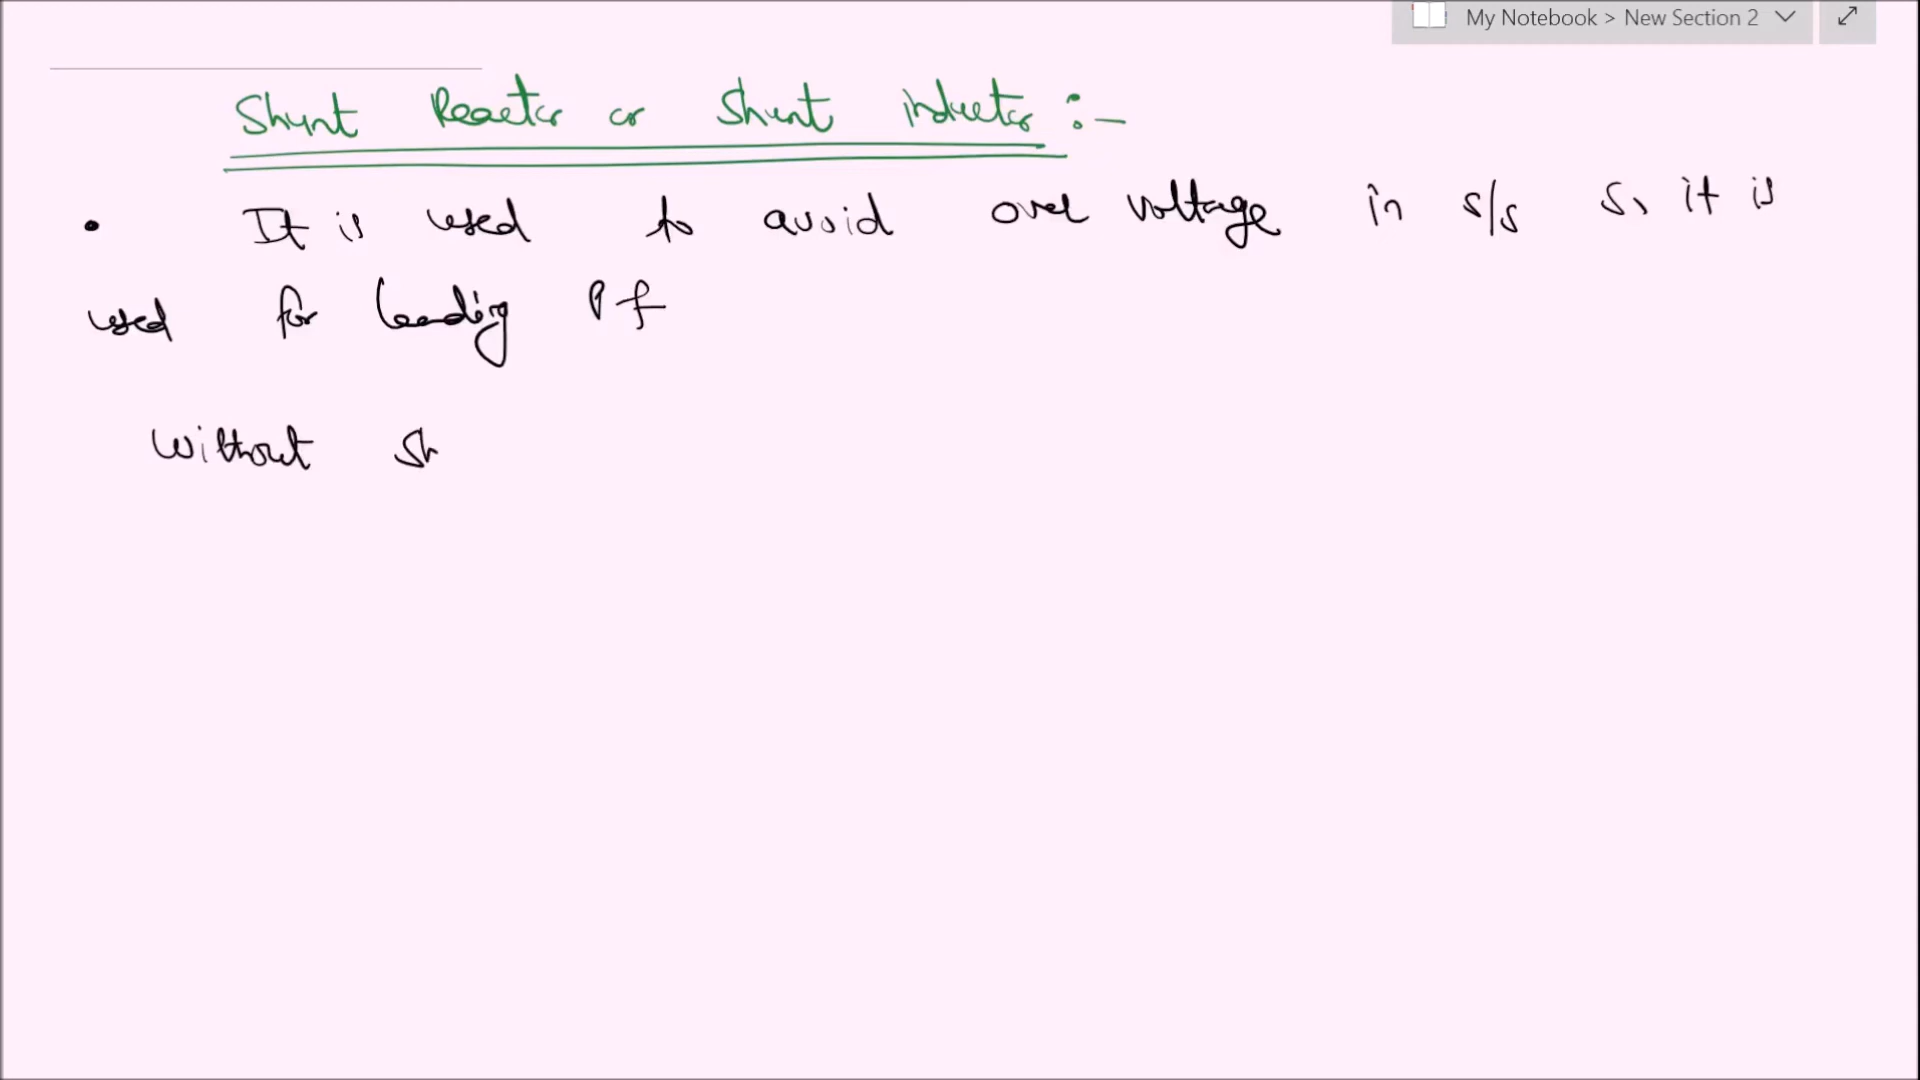 My Notebook > New Section 2
Shunt Reactor or Shunt inductor :-
• It is used to avoid over voltage in s/s So it is
used for leading Pf
Without Sh